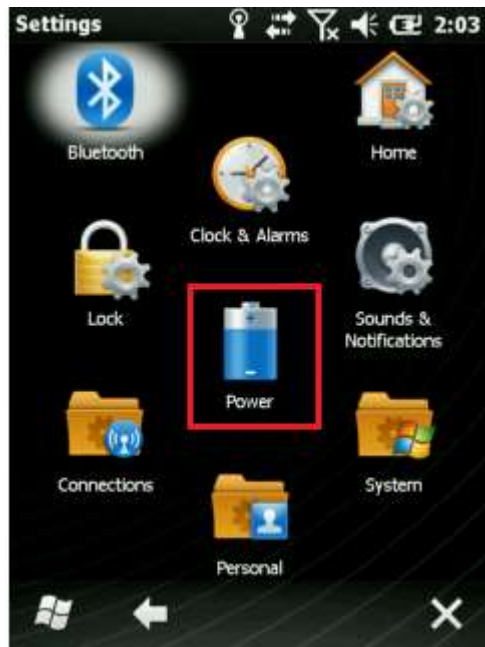 Settings 2:03
Bluetooth
Home
Clock & Alarms
Lock
Sounds &
Notifications
Power
Connections
System
Personal